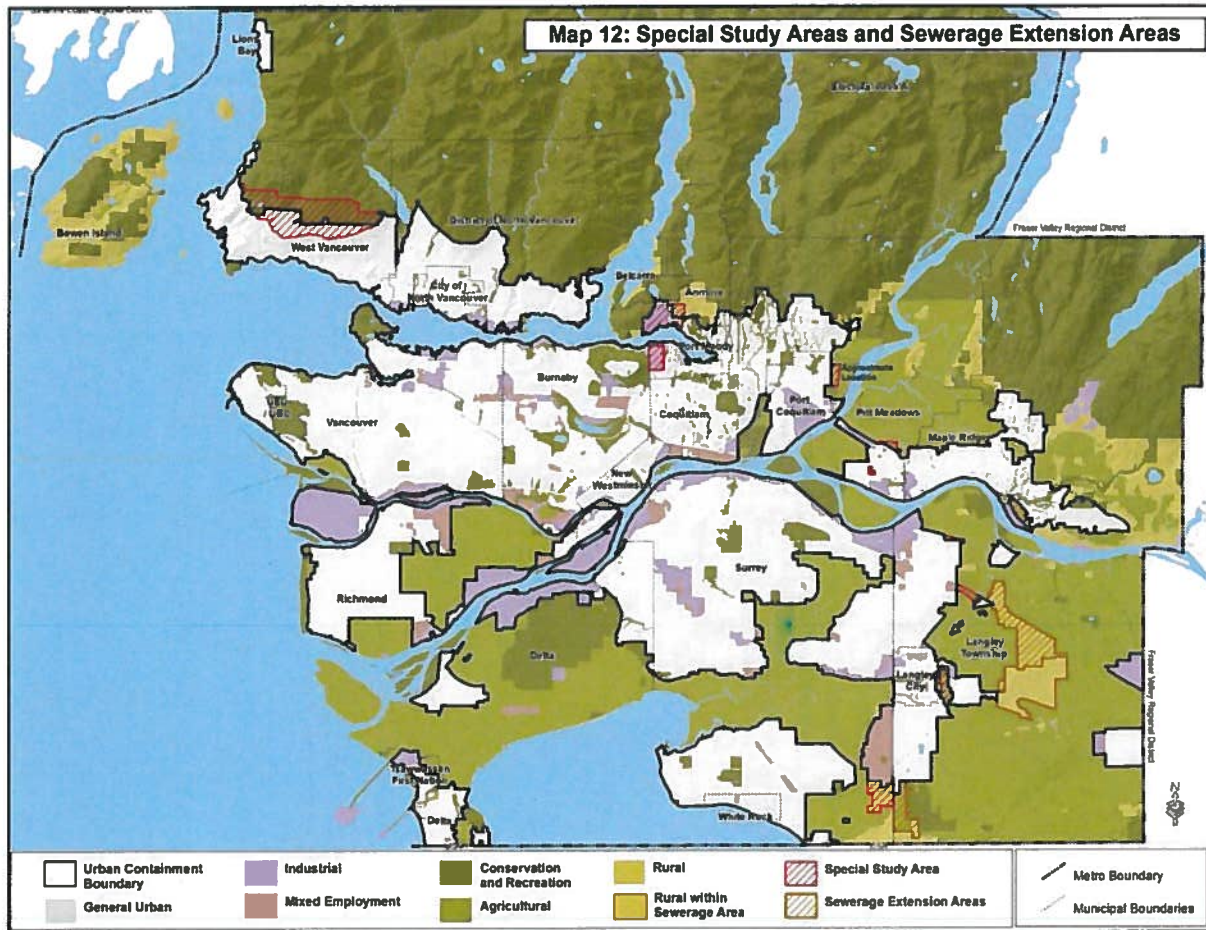 Map 12: Special Study Areas and Sewerage Extension Areas
Lions
Bay
Fraser Valley Regional District
Bowen Island
District of North Vancouver
West Vancouver
City of
North Vancouver
Belcarra
Anmore
Port Moody
Burnaby
Approximate
Location
Coquitlam
Port
Coquitlam
Pitt Meadows
UBC
Vancouver
Maple Ridge
New
Westminster
Surrey
Richmond
Langley
Township
Delta
Langley
City
Fraser Valley Regional District
Tsawwassen
First Nation
Delta
White Rock
N
Urban Containment
Boundary
General Urban
Industrial
Mixed Employment
Conservation
and Recreation
Agricultural
Rural
Rural within
Sewerage Area
Special Study Area
Sewerage Extension Areas
Metro Boundary
Municipal Boundaries